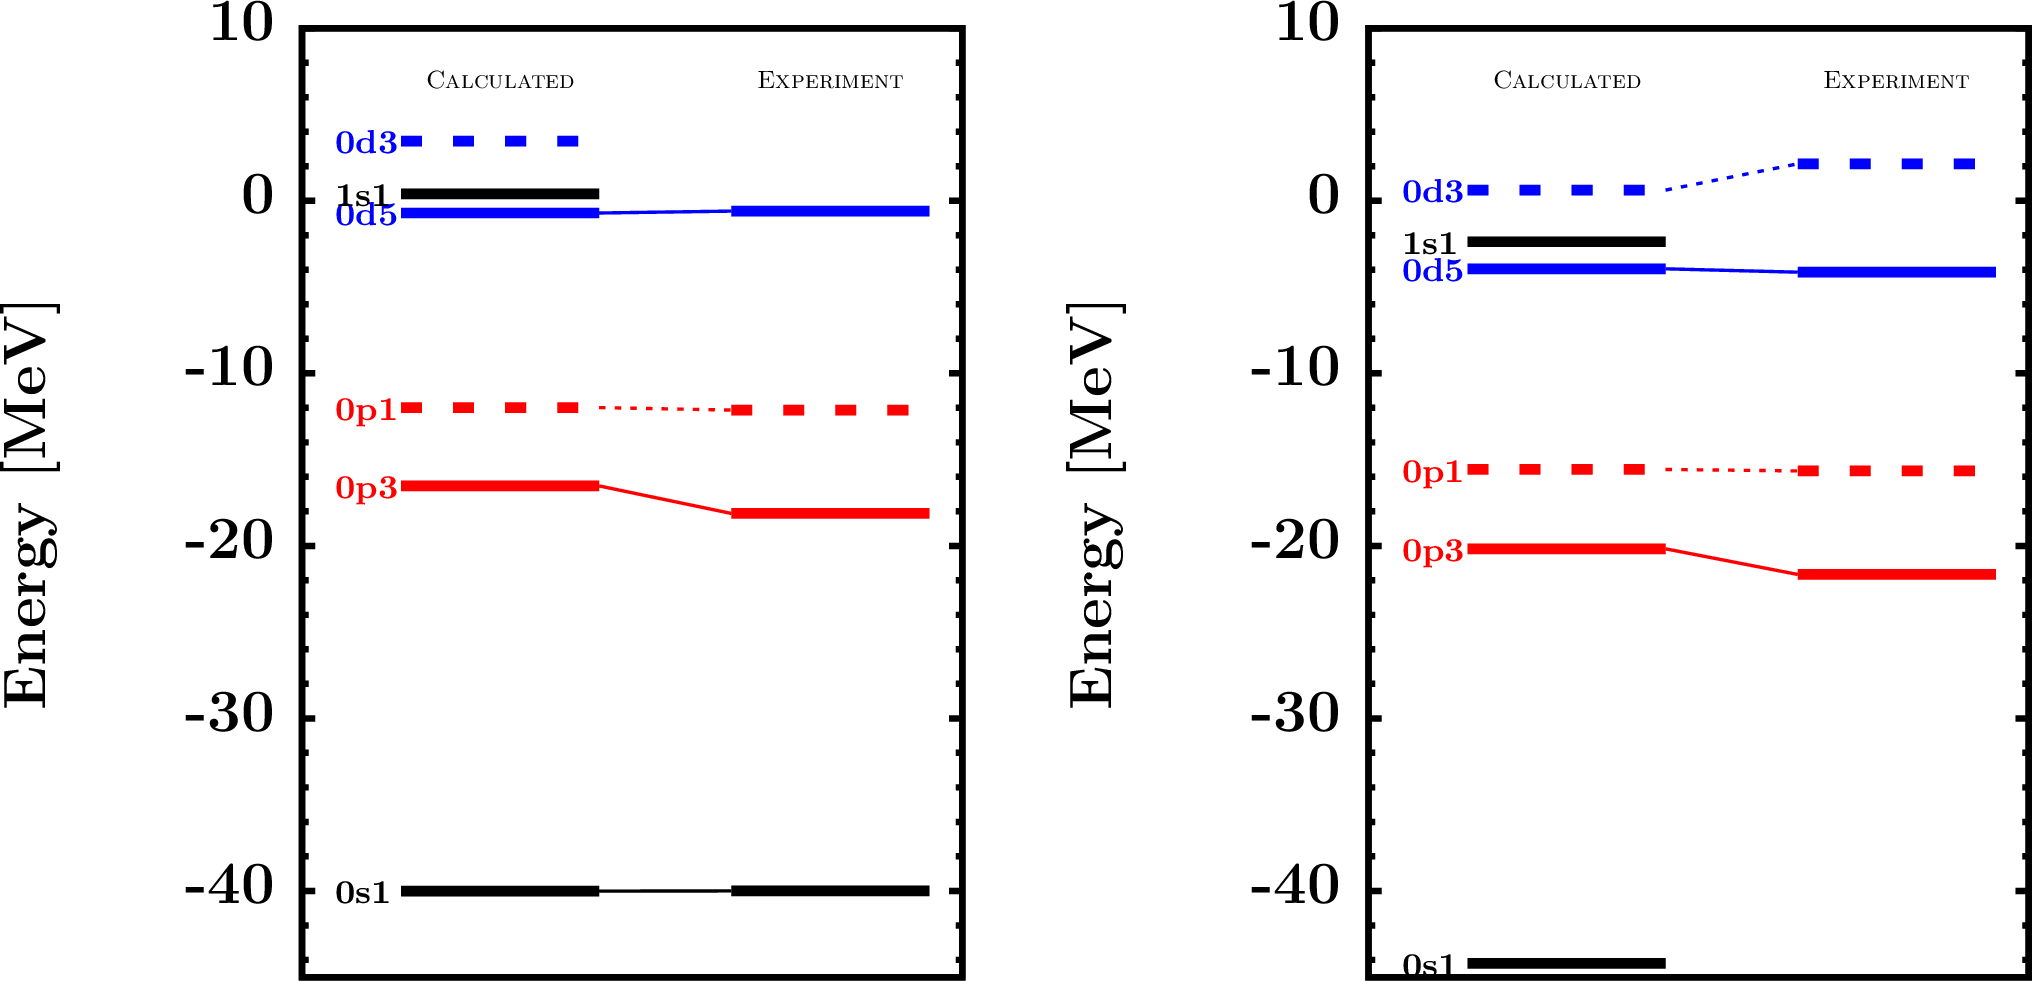 Energy [MeV]
10
0
-10
-20
-30
-40
CALCULATED
EXPERIMENT
0d3
1s1
0d5
0p1
0p3
0s1
Energy [MeV]
10
0
-10
-20
-30
-40
CALCULATED
EXPERIMENT
0d3
1s1
0d5
0p1
0p3
0s1